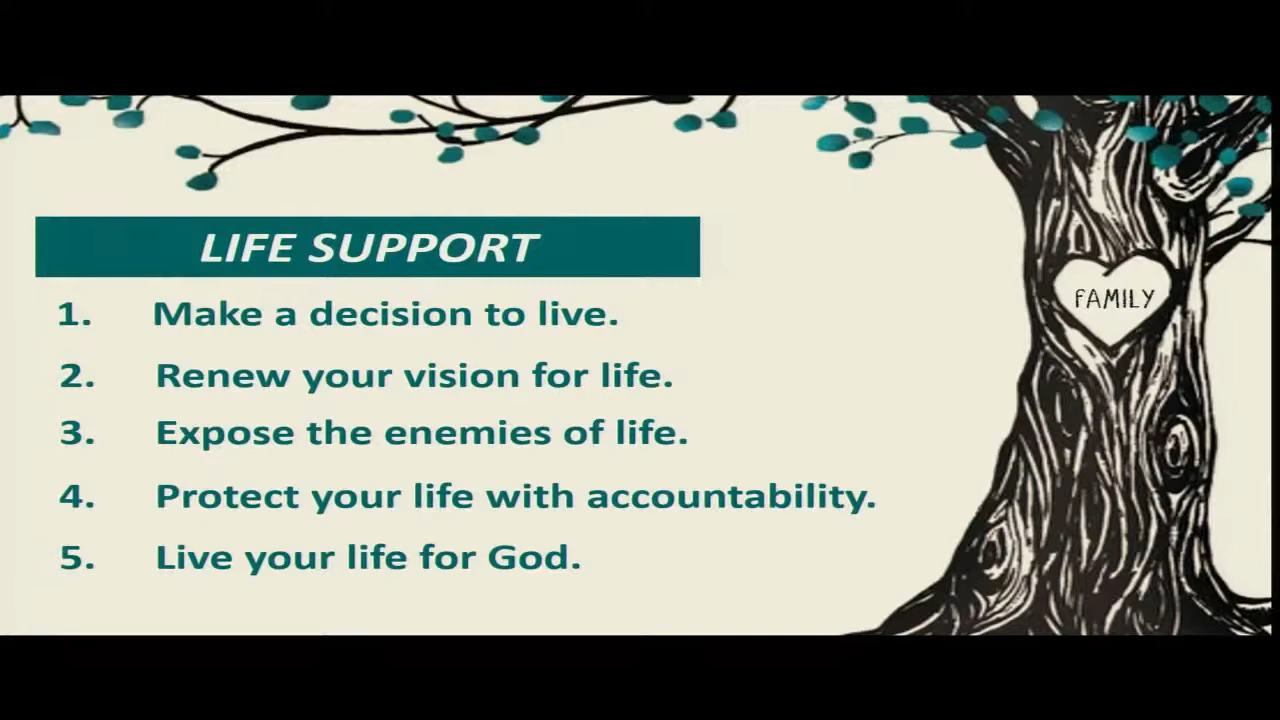 LIFE SUPPORT
1. Make a decision to live.
2. Renew your vision for life.
3. Expose the enemies of life.
4. Protect your life with accountability.
5. Live your life for God.
FAMILY